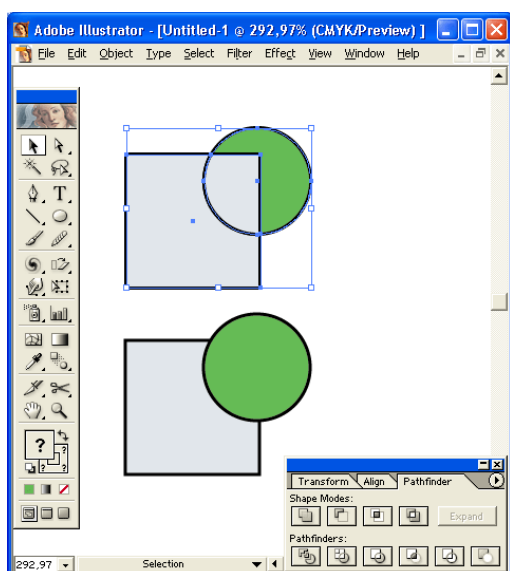 Adobe Illustrator - [Untitled-1 @ 292,97% (CMYK/Preview) ]
File Edit Object Type Select Filter Effect View Window Help
T
?
?
?
Transform Align Pathfinder
Shape Modes:
Expand
Pathfinders:
292,97 Selection